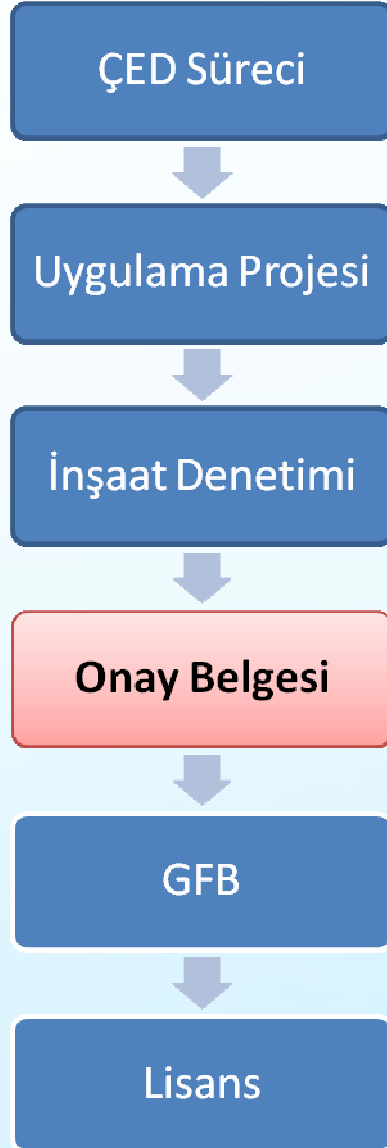 ÇED Süreci
Uygulama Projesi
İnşaat Denetimi
Onay Belgesi
GFB
Lisans